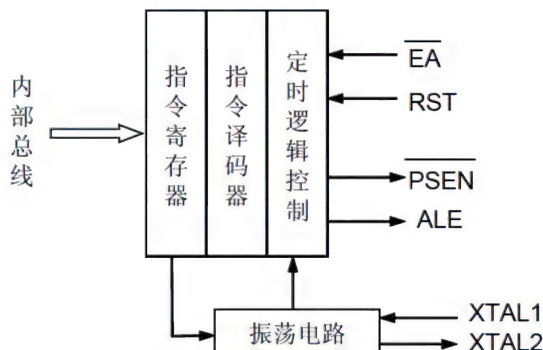 内部总线
指令寄存器
指令译码器
定时逻辑控制
EA
RST
PSEN
ALE
振荡电路
XTAL1
XTAL2